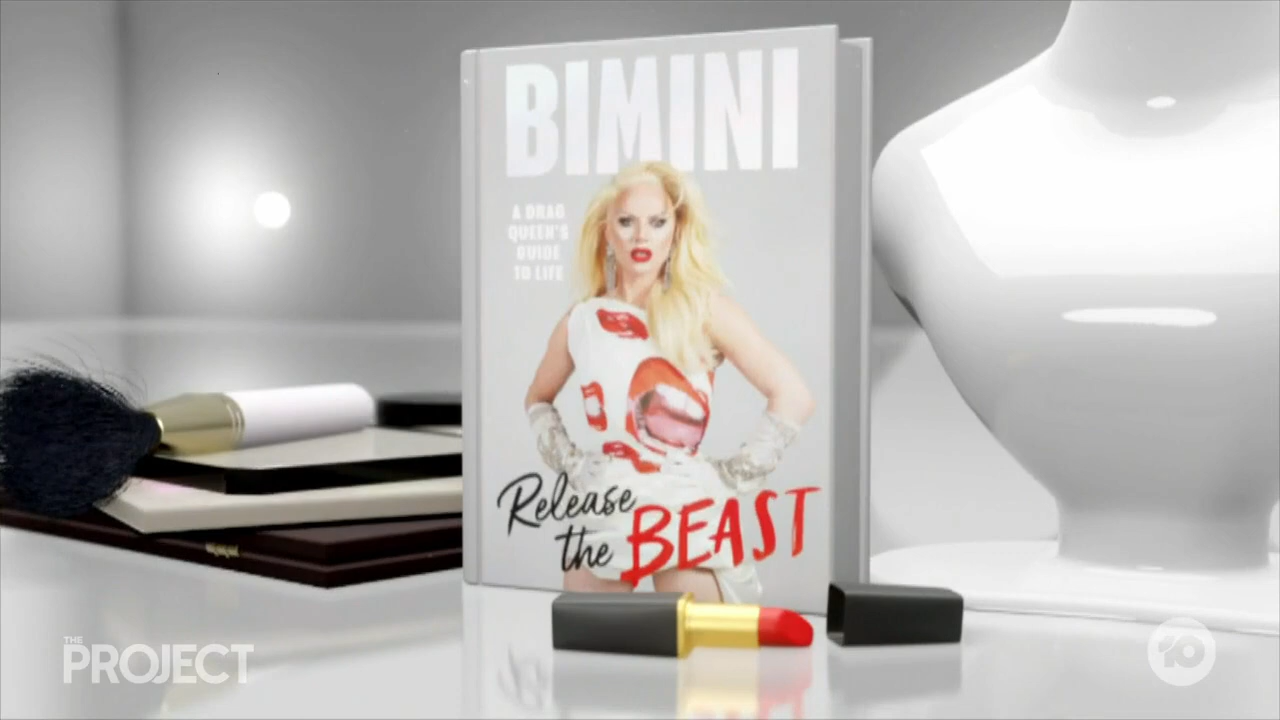 BIMINI
A DRAG
QUEEN'S
GUIDE
TO LIFE
Release
the BEAST
THE
PROJECT
10